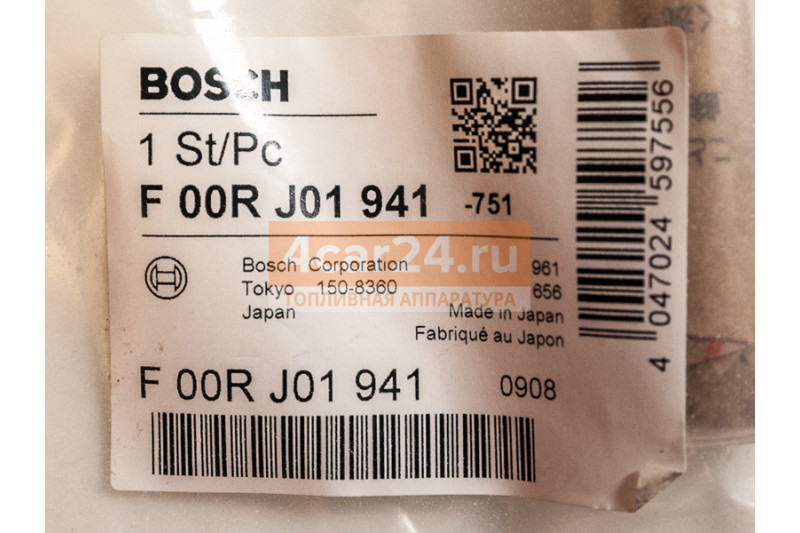 BOSCH
1 St/Pc
F 00R J01 941 -751
4car24.ru
ТОПЛИВНАЯ АППАРАТУРА
Bosch Corporation 961
Tokyo 150-8360 656
Japan Made in Japan
Fabriqué au Japon
F 00R J01 941 0908
4 047024 597556